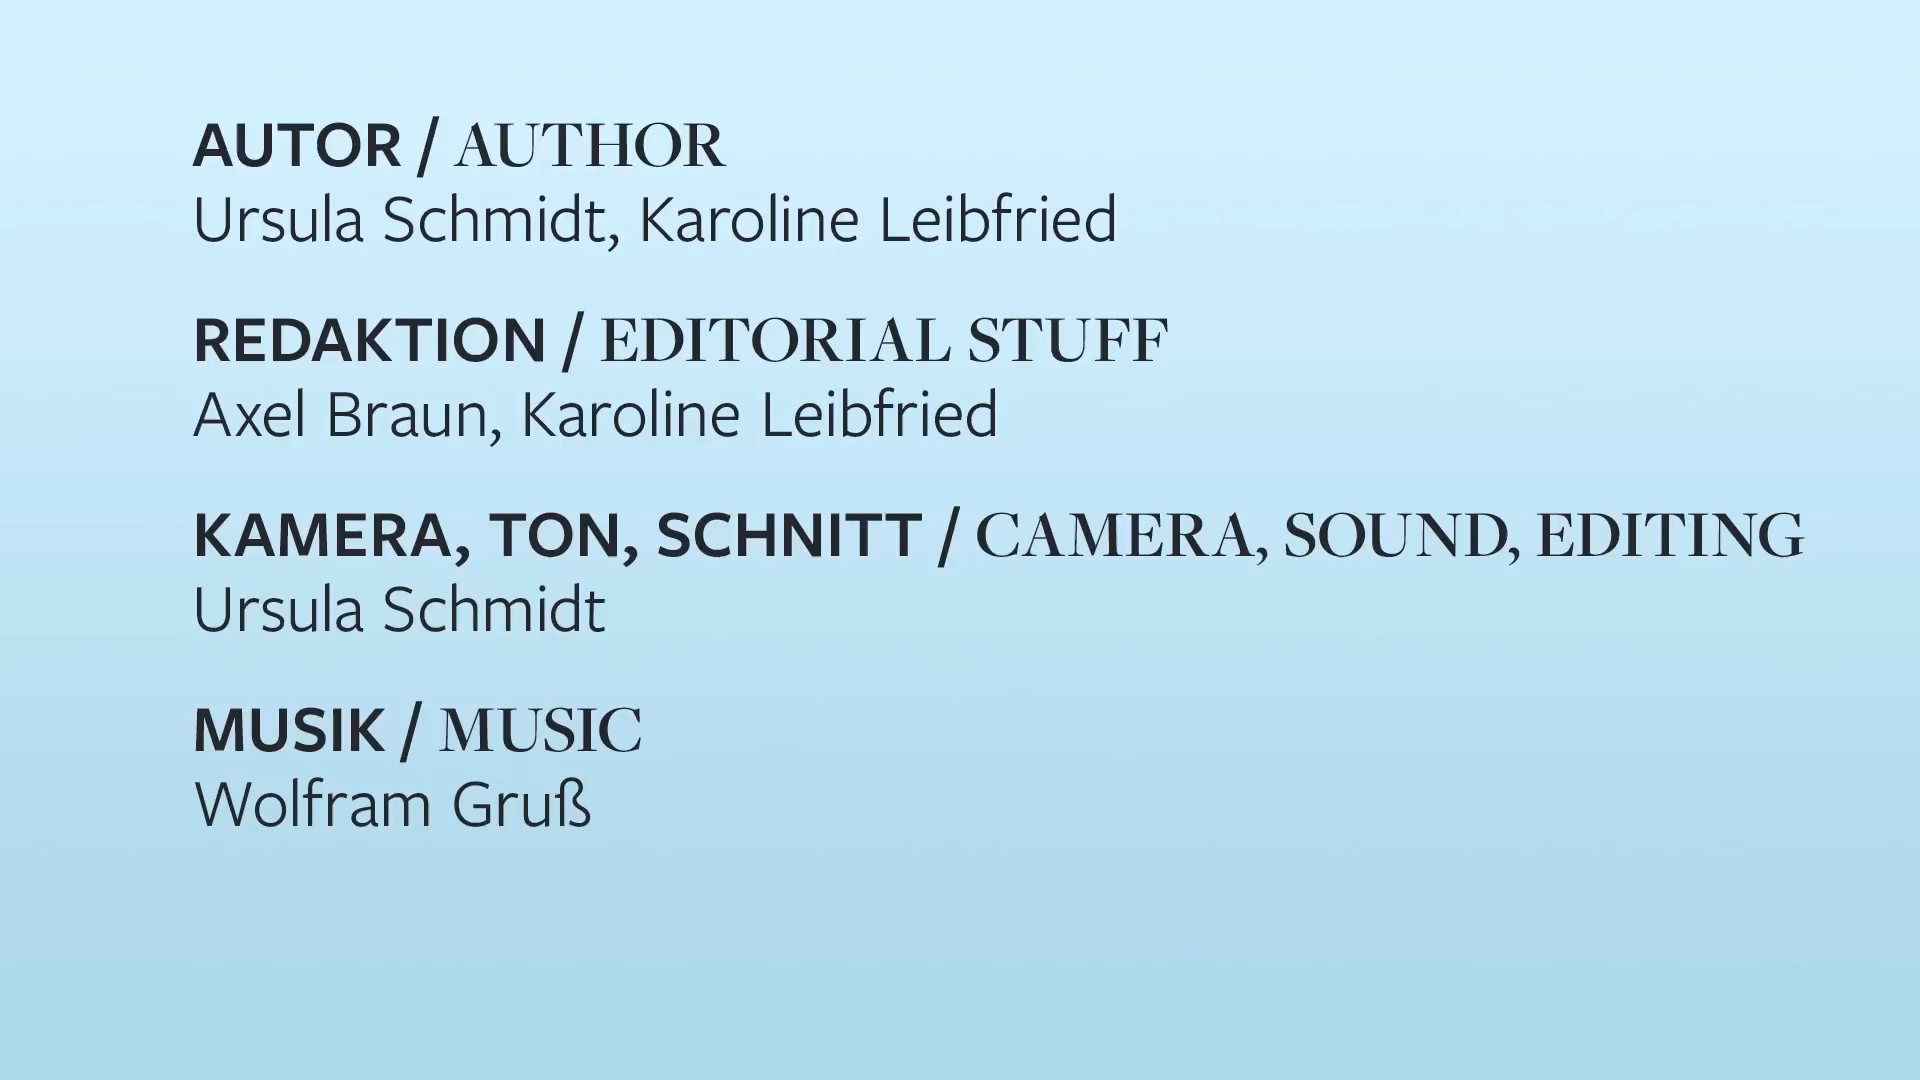 AUTOR / AUTHOR
Ursula Schmidt, Karoline Leibfried
REDAKTION / EDITORIAL STUFF
Axel Braun, Karoline Leibfried
KAMERA, TON, SCHNITT / CAMERA, SOUND, EDITING
Ursula Schmidt
MUSIK / MUSIC
Wolfram Gruß